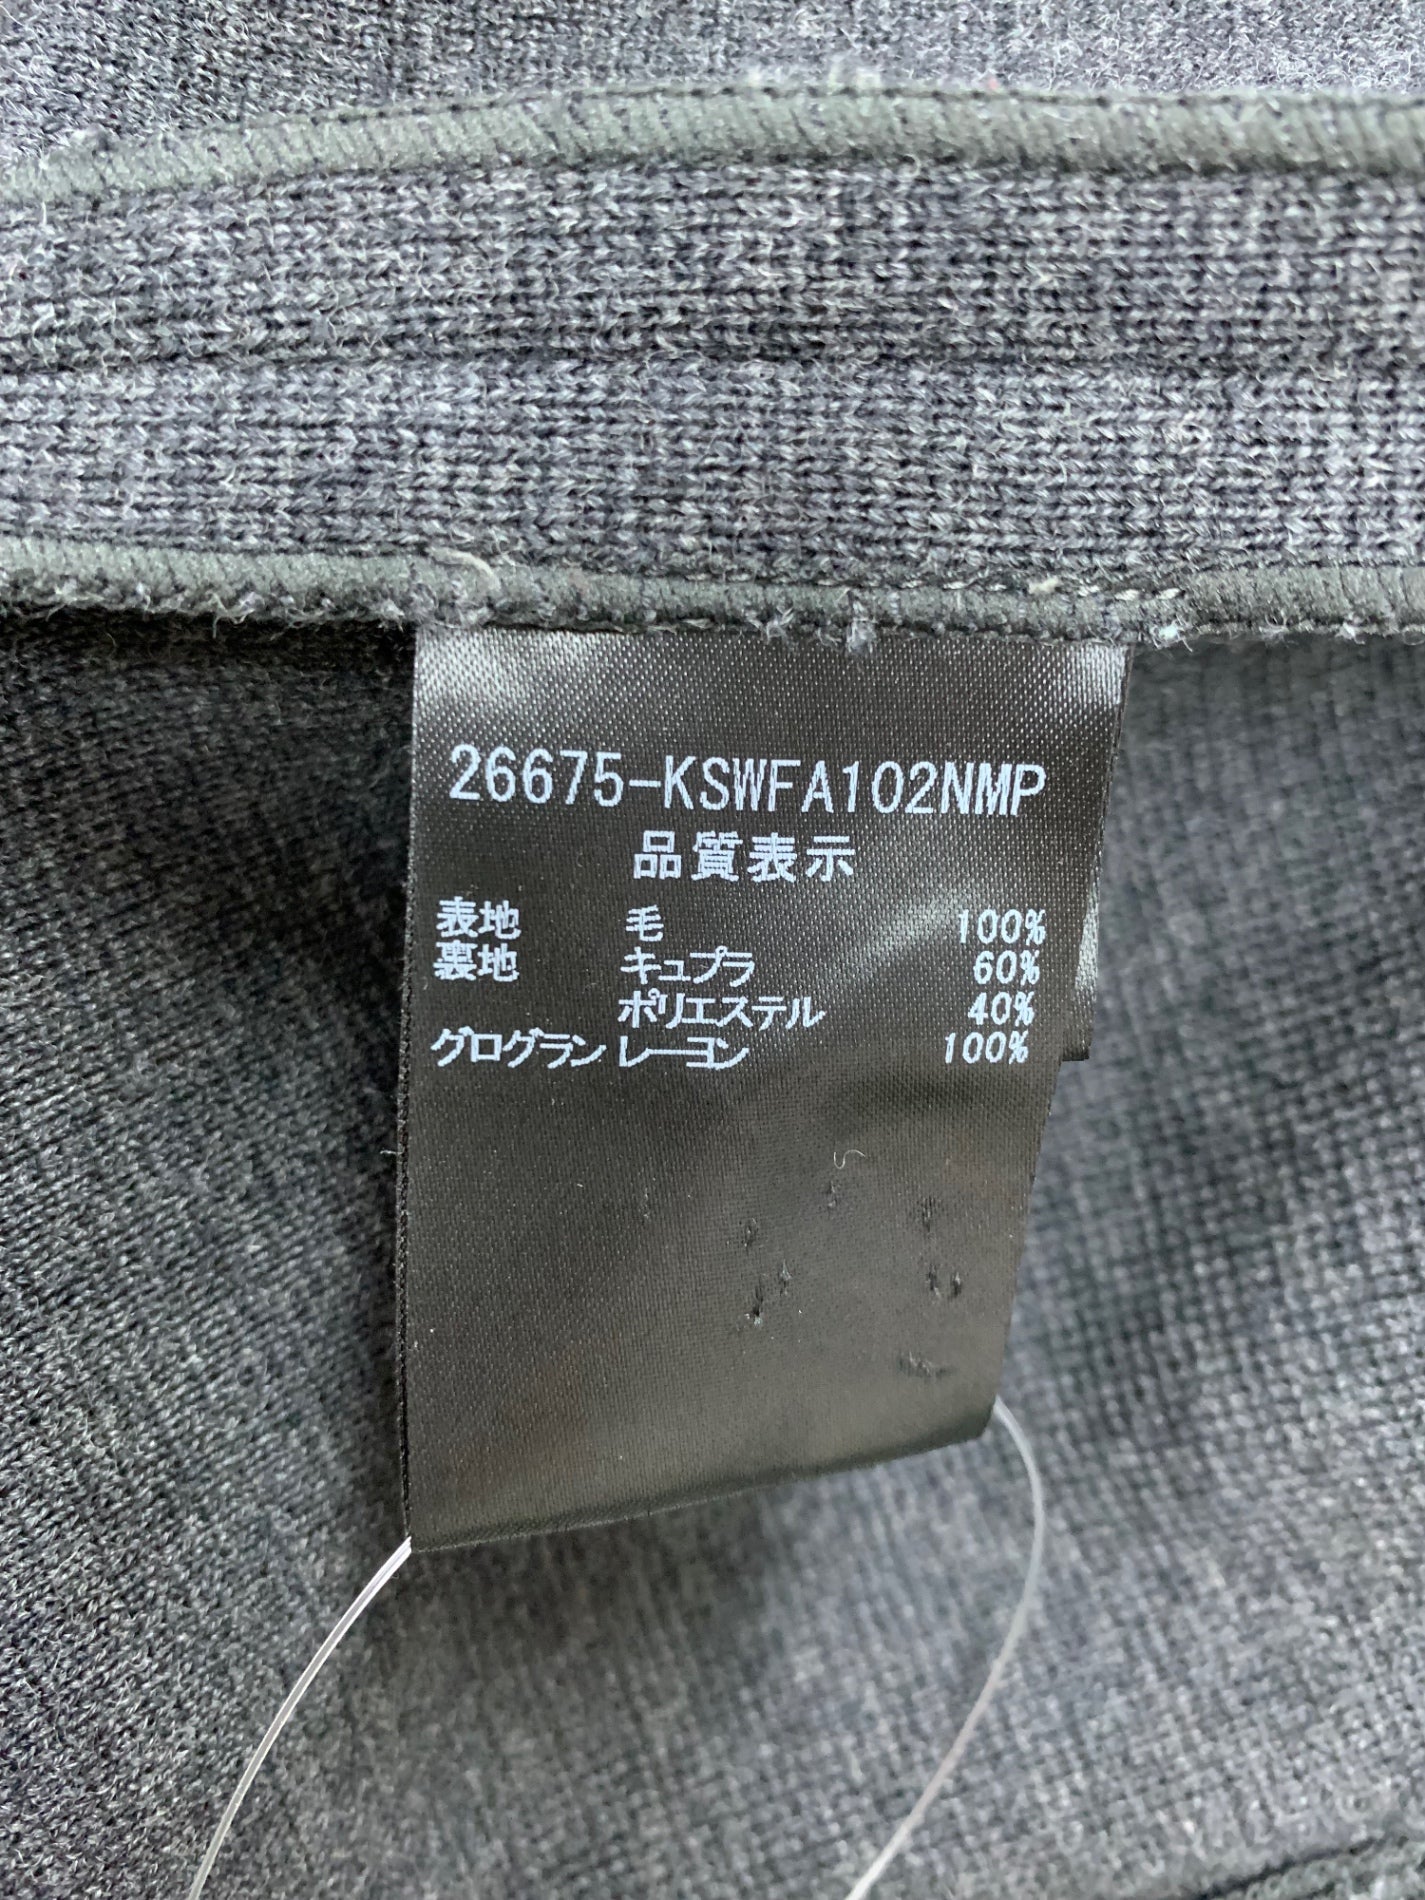 26675-KSWFA102NMP
品質表示
表地 毛 100%
裏地 キュプラ 60%
ポリエステル 40%
グログラン レーヨン 100%